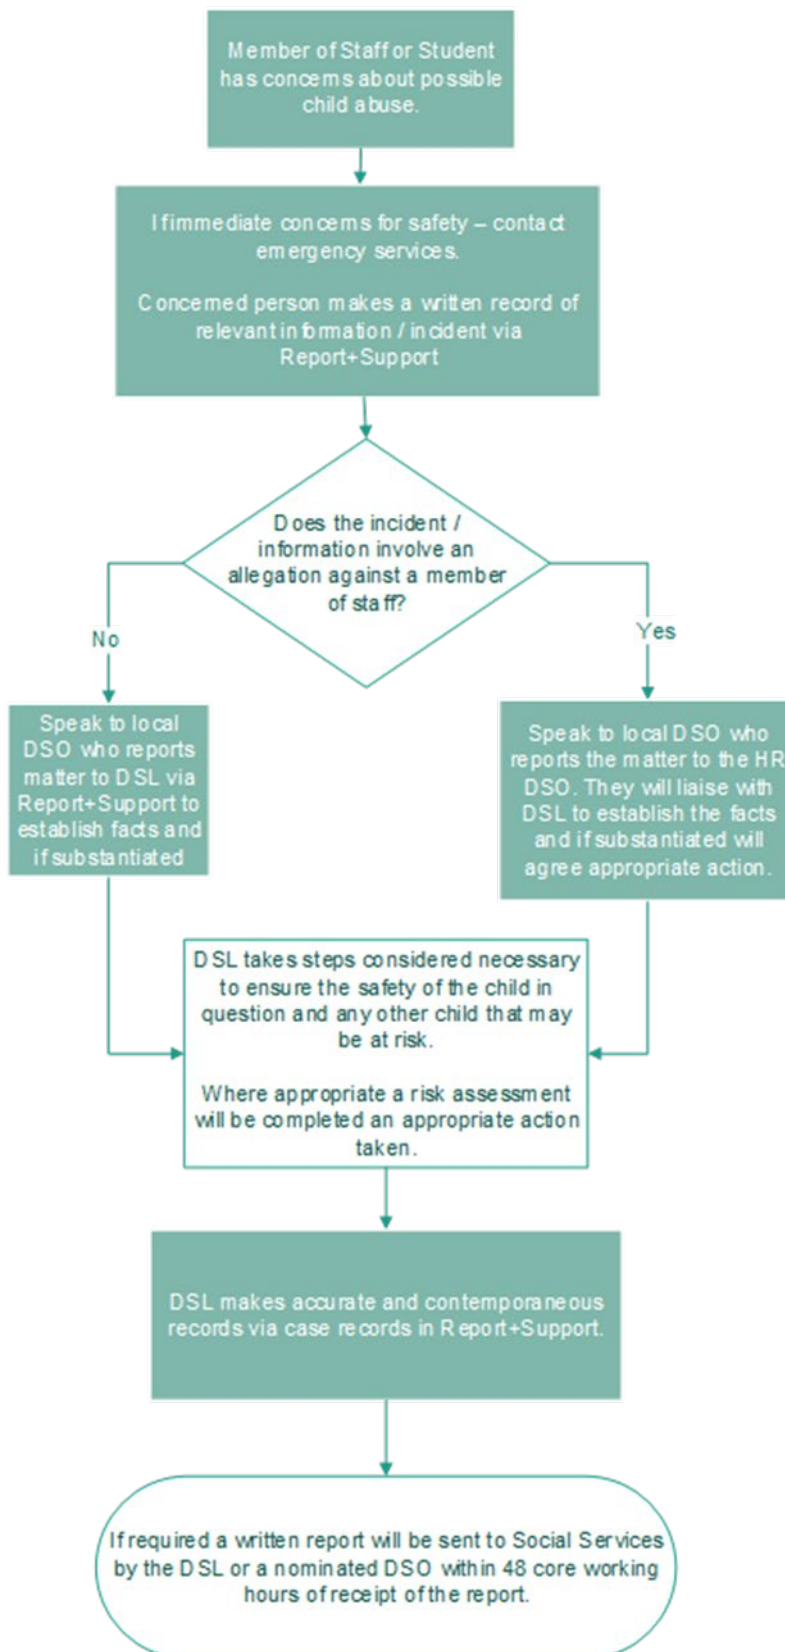 Member of Staff or Student
has concerns about possible
child abuse.
If immediate concerns for safety – contact
emergency services.
Concerned person makes a written record of
relevant information / incident via
Report+Support
Does the incident /
information involve an
allegation against a member
of staff?
No
Yes
Speak to local
DSO who reports
matter to DSL via
Report+Support to
establish facts and
if substantiated
Speak to local DSO who
reports the matter to the HR
DSO. They will liaise with
DSL to establish the facts
and if substantiated will
agree appropriate action.
DSL takes steps considered necessary
to ensure the safety of the child in
question and any other child that may
be at risk.
Where appropriate a risk assessment
will be completed an appropriate action
taken.
DSL makes accurate and contemporaneous
records via case records in Report+Support.
If required a written report will be sent to Social Services
by the DSL or a nominated DSO within 48 core working
hours of receipt of the report.